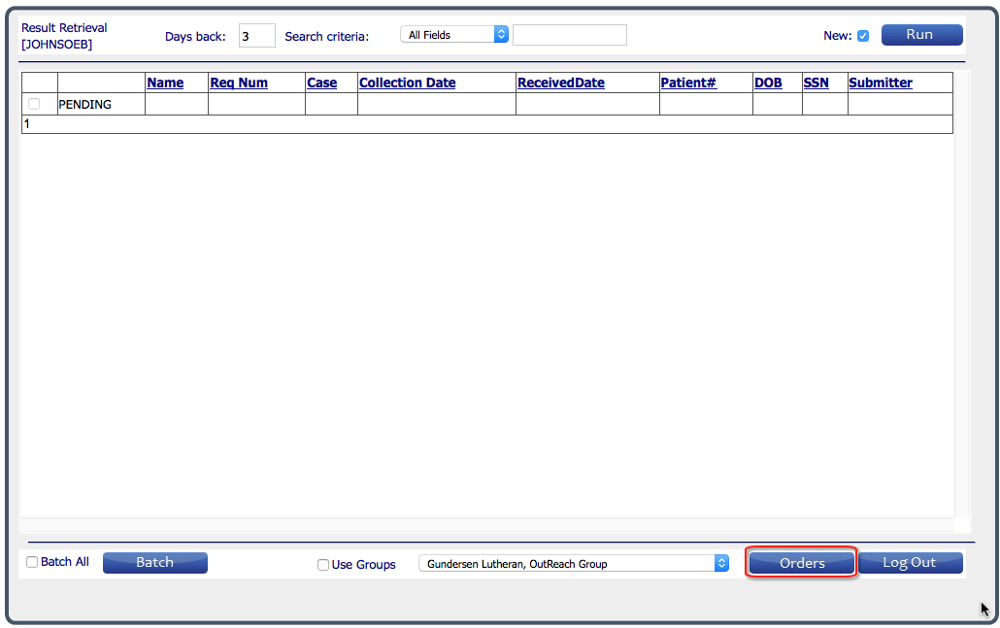 Result Retrieval
[JOHNSOEB]
Days back: 3 Search criteria: All Fields New: Run
Name Req Num Case Collection Date ReceivedDate Patient# DOB SSN Submitter
PENDING
1
Batch All Batch Use Groups Gundersen Lutheran, OutReach Group Orders Log Out